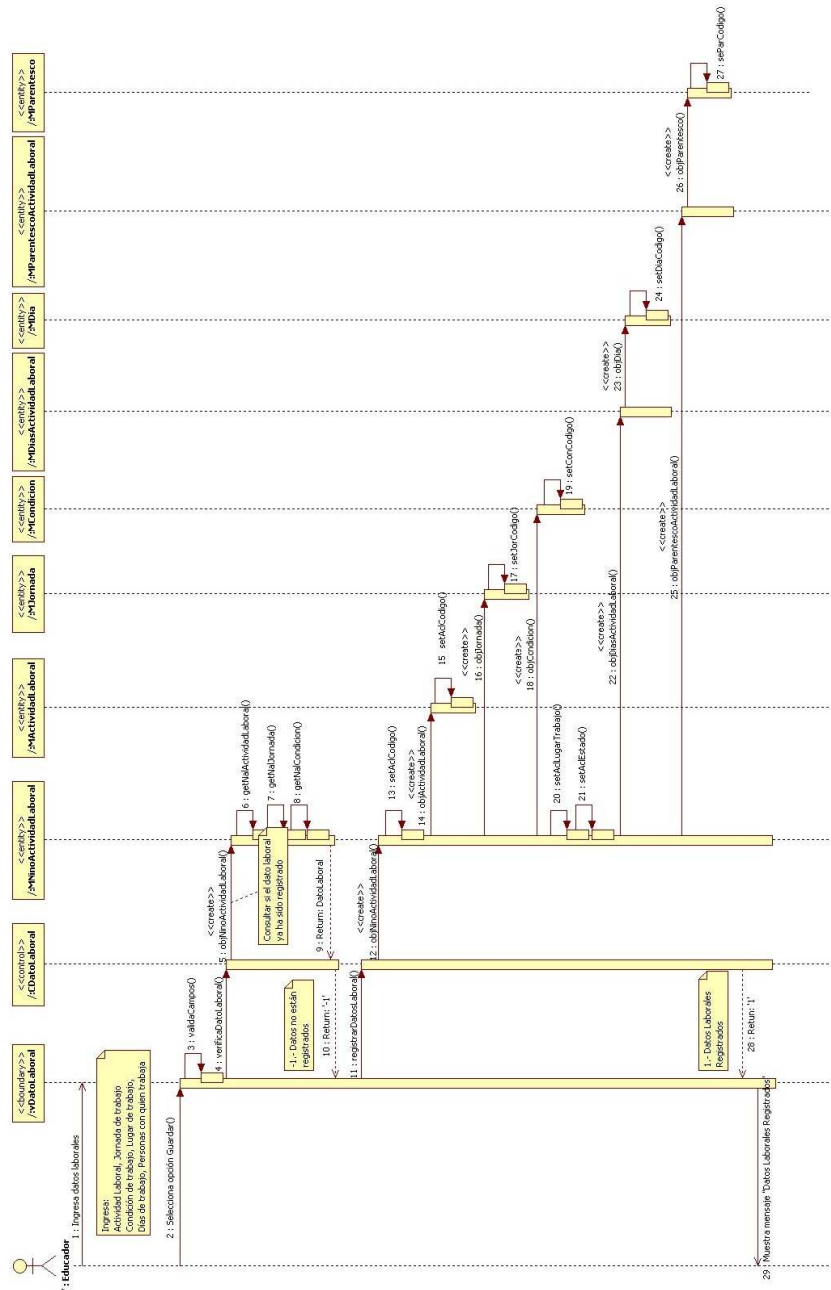 / : Educador
<<boundary>>
/:vDatoLaboral
<<control>>
/:CDatoLaboral
<<entity>>
/:MNinoActividadLaboral
<<entity>>
/:MActividadLaboral
<<entity>>
/:MJornada
<<entity>>
/:MCondicion
<<entity>>
/:MDiasActividadLaboral
<<entity>>
/:MDia
<<entity>>
/:MParentescoActividadLaboral
<<entity>>
/:MParentesco
1 : Ingresa datos laborales
Ingresa:
Actividad Laboral, Jornada de trabajo
Condición de trabajo, Lugar de trabajo,
Dias de trabajo, Personas con quien trabaja
2 : Selecciona opción Guardar()
3 : validaCampos()
4 : verificaDatoLaboral()
<<create>>
5 : objNinoActividadLaboral()
6 : getNalActividadLabora()
7 : getNalJornada()
8 : getNalCondicion()
Consultar si el dato laboral
ya ha sido registrado
9 : Return: DatoLaboral
-1.- Datos no están
registrados
10 : Return: '-1'
11 : registrarDatosLaboral()
<<create>>
12 : objNinoActividadLaboral()
13 : setAclCodigo()
<<create>>
14 : objActividadLaboral()
15 setAclCodigo()
<<create>>
16 : objJornada()
17 : setJorCodigo()
<<create>>
18 : objCondicion()
19 : setConCodigo()
20 : setAclLugarTrabajo()
21 : setAclEstado()
<<create>>
22 : objDiasActividadLaboral()
<<create>>
23 : objDia()
24 : setDiaCodigo()
<<create>>
25 : objParentescoActividadLaboral()
<<create>>
26 : objParentesco()
27 : seParCodigo()
1.- Datos Laborales
Registrados
28 : Retun: '1'
29 : Muestra mensaje "Datos Laborales Registrados"